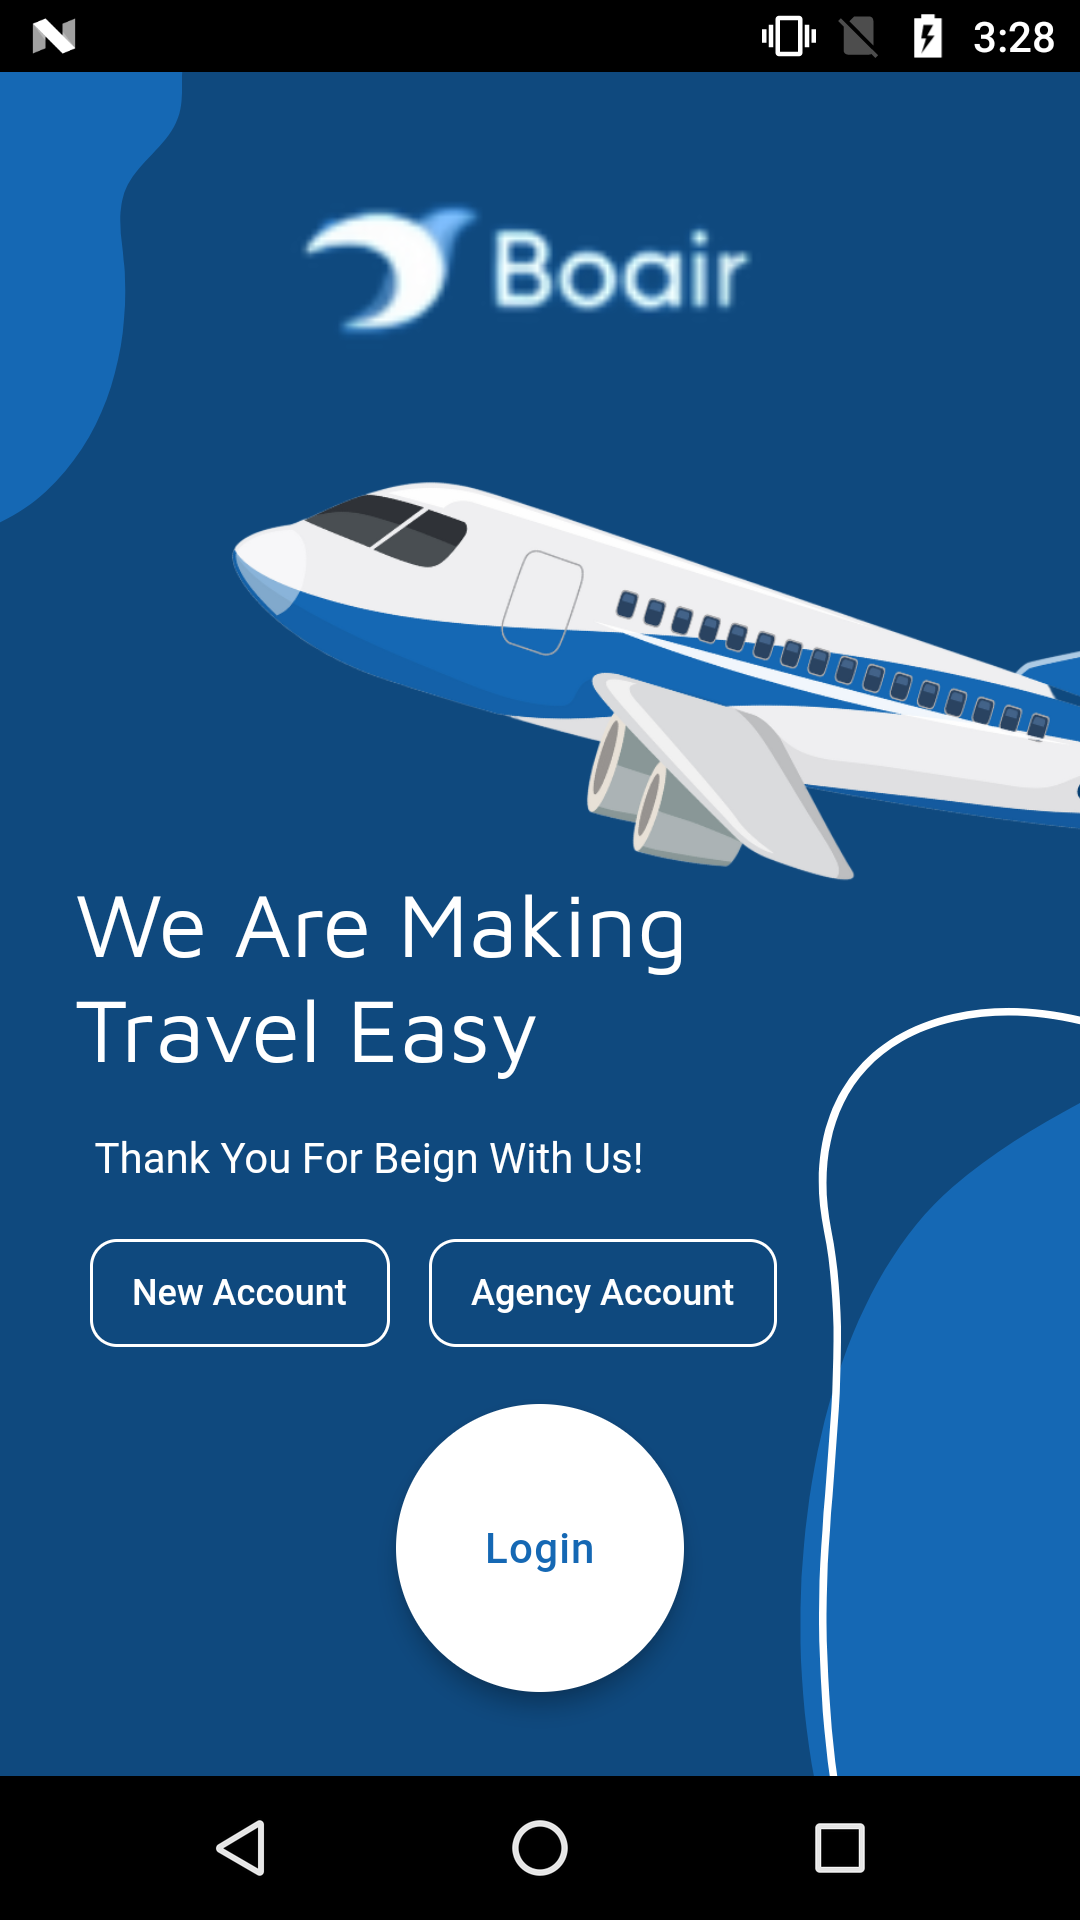 3:28
Boair
We Are Making
Travel Easy
Thank You For Beign With Us!
New Account
Agency Account
Login